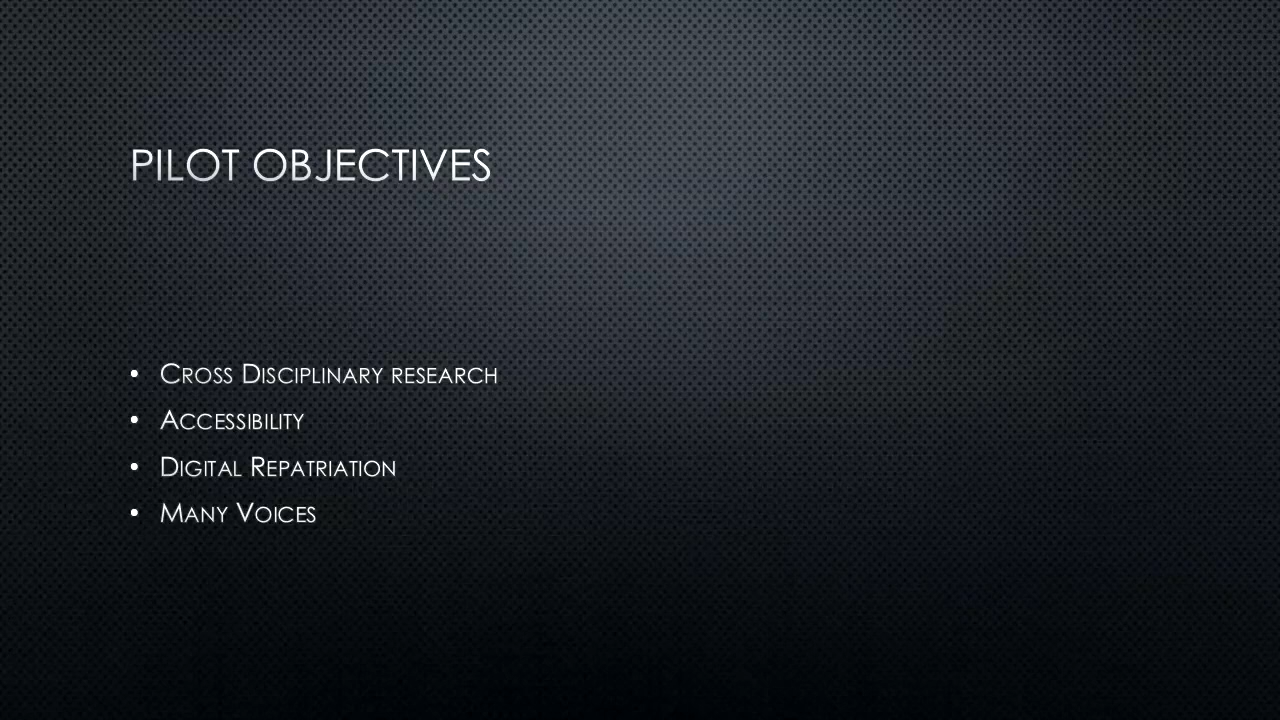 PILOT OBJECTIVES
• Cross Disciplinary research
• Accessibility
• Digital Repatriation
• Many Voices